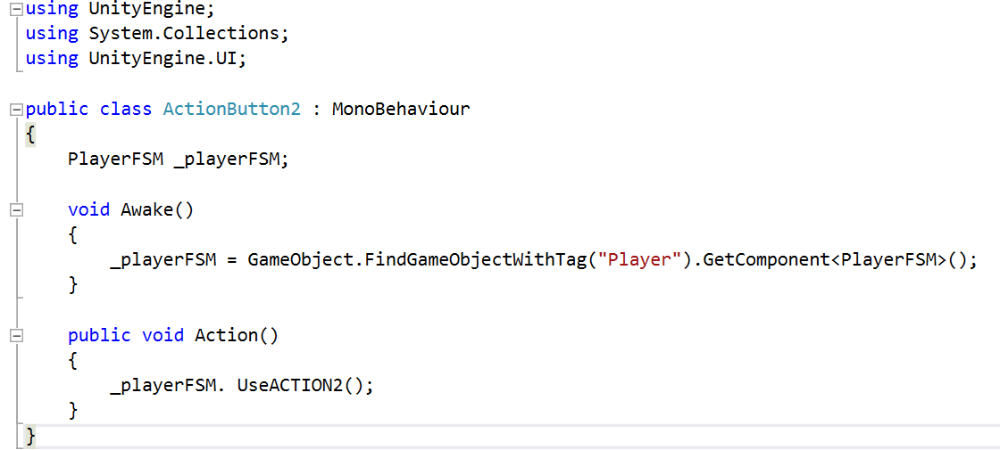 using UnityEngine;
using System.Collections;
using UnityEngine.UI;
public class ActionButton2 : MonoBehaviour
{
PlayerFSM _playerFSM;
void Awake()
{
_playerFSM = GameObject.FindGameObjectWithTag("Player").GetComponent<PlayerFSM>();
}
public void Action()
{
_playerFSM. UseACTION2();
}
}